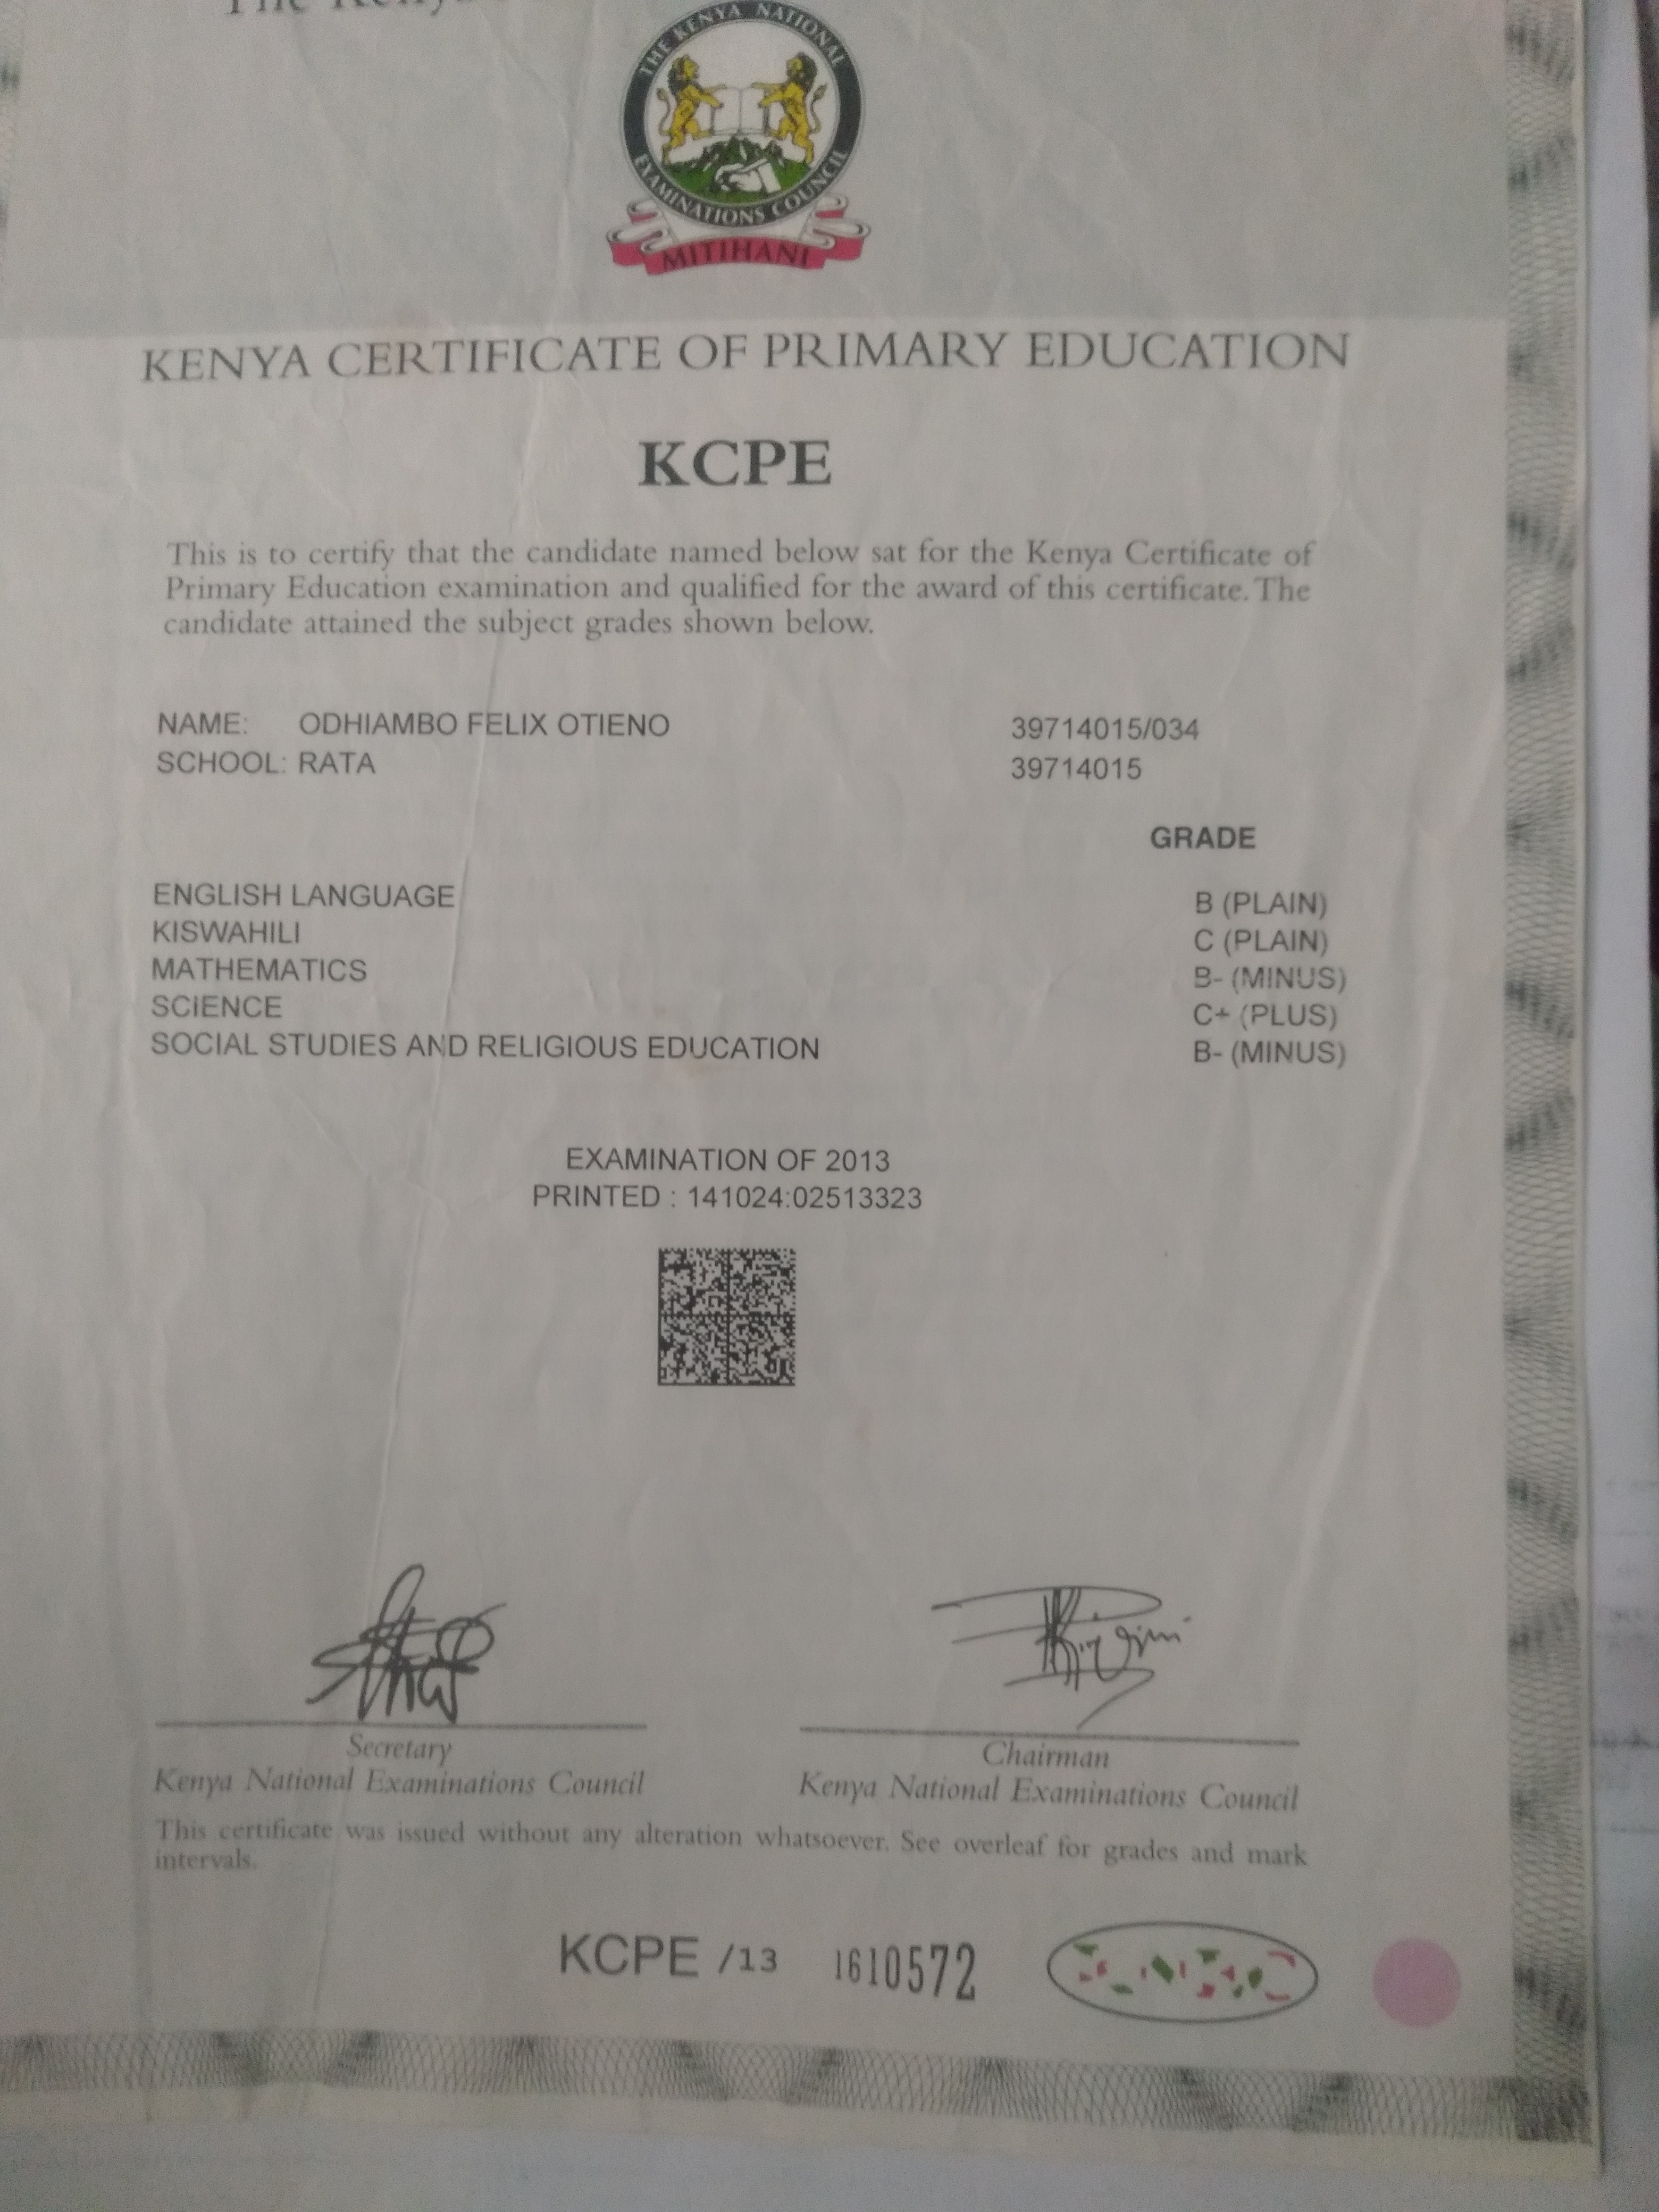 The Kenya
THE KENYA NATIONAL
EXAMINATIONS COUNCIL
MITIHANI
KENYA CERTIFICATE OF PRIMARY EDUCATION
KCPE
This is to certify that the candidate named below sat for the Kenya Certificate of
Primary Education examination and qualified for the award of this certificate. The
candidate attained the subject grades shown below.
NAME: ODHIAMBO FELIX OTIENO 39714015/034
SCHOOL: RATA 39714015
GRADE
ENGLISH LANGUAGE B (PLAIN)
KISWAHILI C (PLAIN)
MATHEMATICS B- (MINUS)
SCIENCE C+ (PLUS)
SOCIAL STUDIES AND RELIGIOUS EDUCATION B- (MINUS)
EXAMINATION OF 2013
PRINTED : 141024:02513323
Secretary Chairman
Kenya National Examinations Council Kenya National Examinations Council
This certificate was issued without any alteration whatsoever. See overleaf for grades and mark
intervals.
KCPE /13 1610572